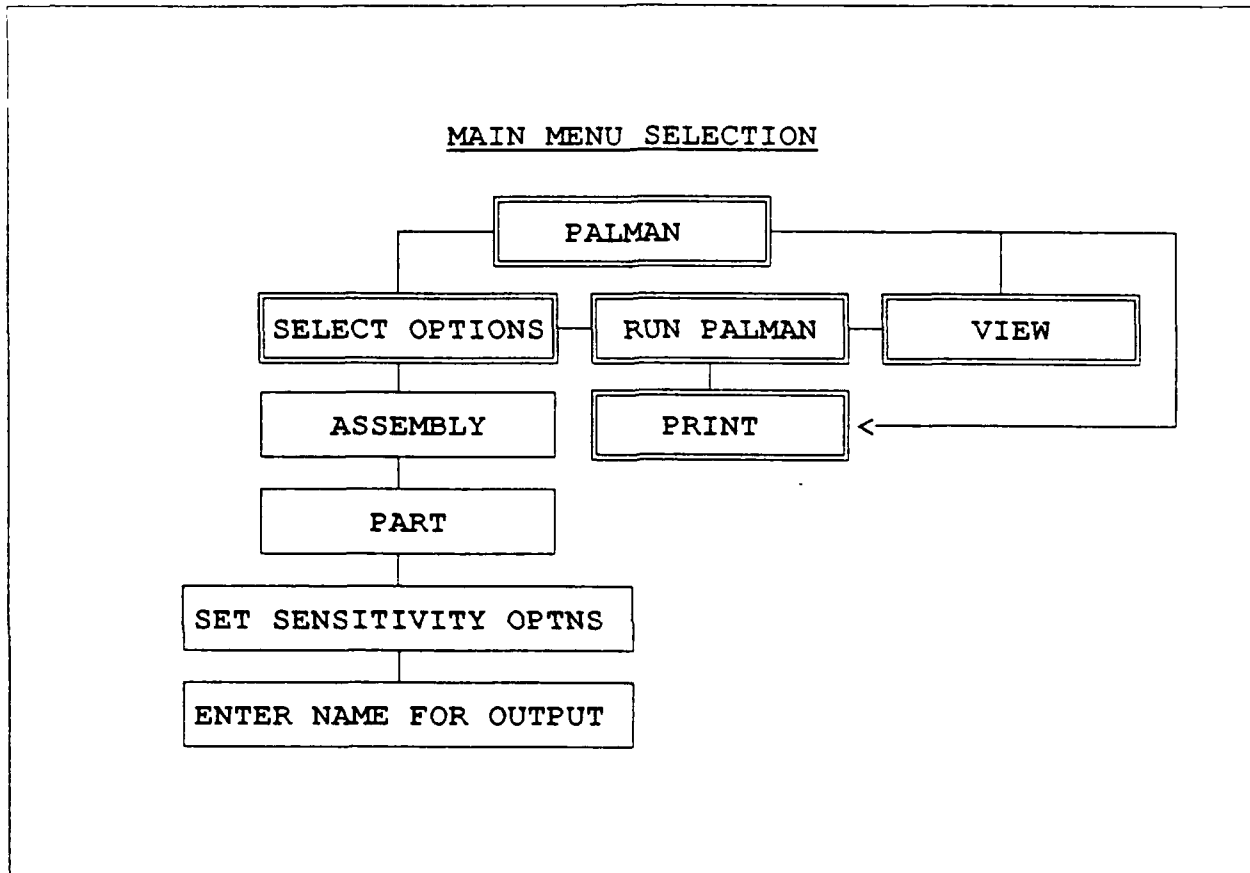 MAIN MENU SELECTION
PALMAN
SELECT OPTIONS
RUN PALMAN
VIEW
ASSEMBLY
PRINT
PART
SET SENSITIVITY OPTNS
ENTER NAME FOR OUTPUT